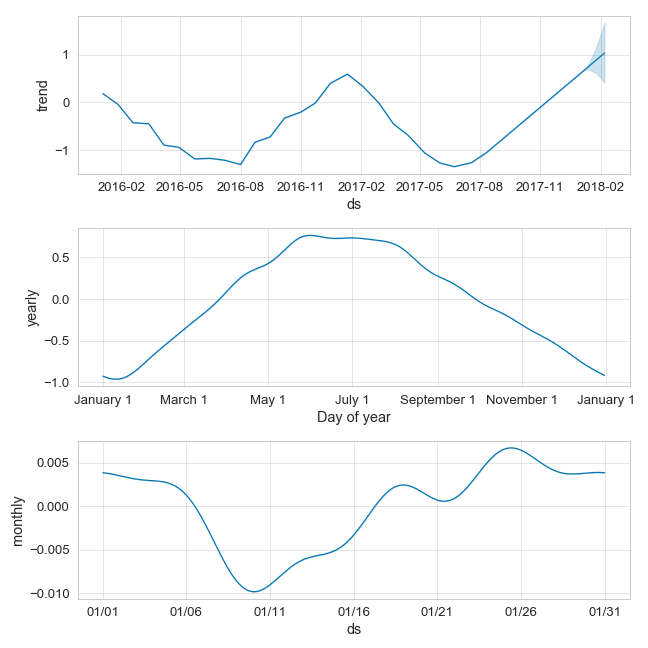 trend
1
0
−1
2016-02 2016-05 2016-08 2016-11 2017-02 2017-05 2017-08 2017-11 2018-02
ds
yearly
0.5
0.0
−0.5
−1.0
January 1 March 1 May 1 July 1 September 1 November 1 January 1
Day of year
monthly
0.005
0.000
−0.005
−0.010
01/01 01/06 01/11 01/16 01/21 01/26 01/31
ds